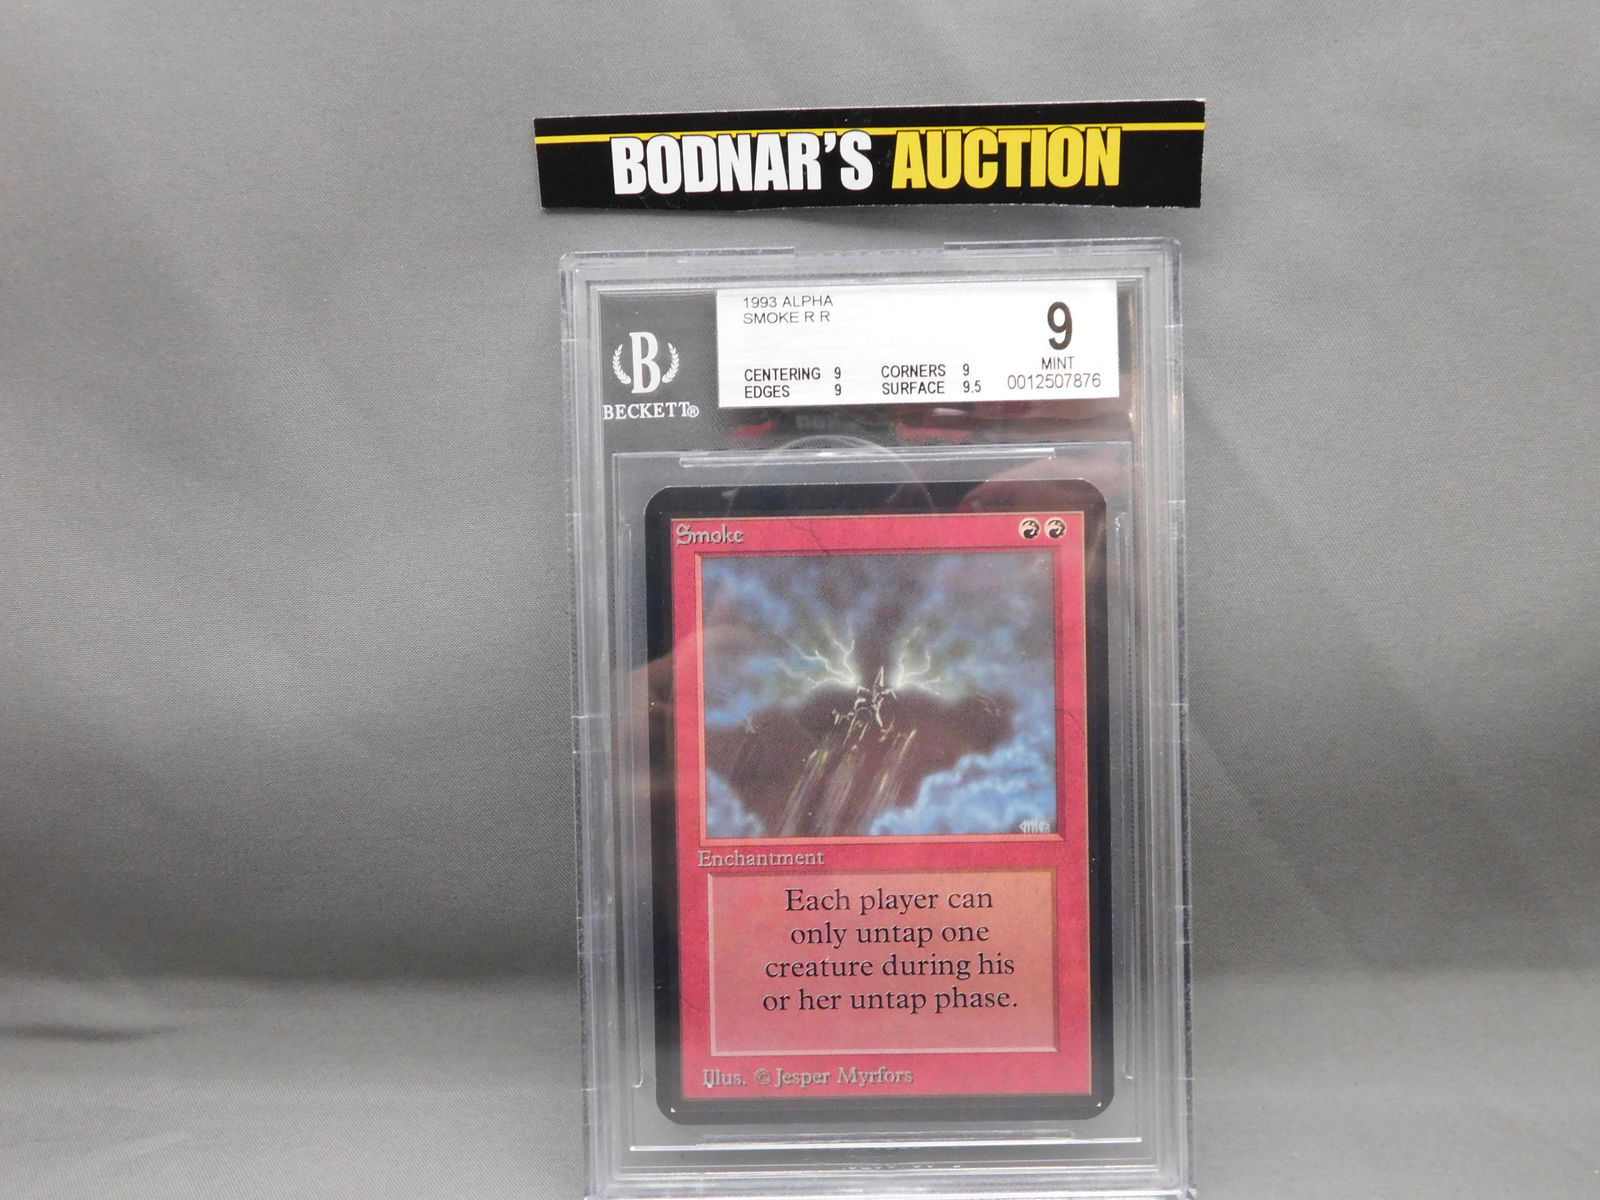 BODNAR'S AUCTION
1993 ALPHA
SMOKE R R
9
MINT
0012507876
CENTERING 9 CORNERS 9
EDGES 9 SURFACE 9.5
B
BECKETT®
Smoke
Enchantment
Each player can
only untap one
creature during his
or her untap phase.
Illus. © Jesper Myrfors